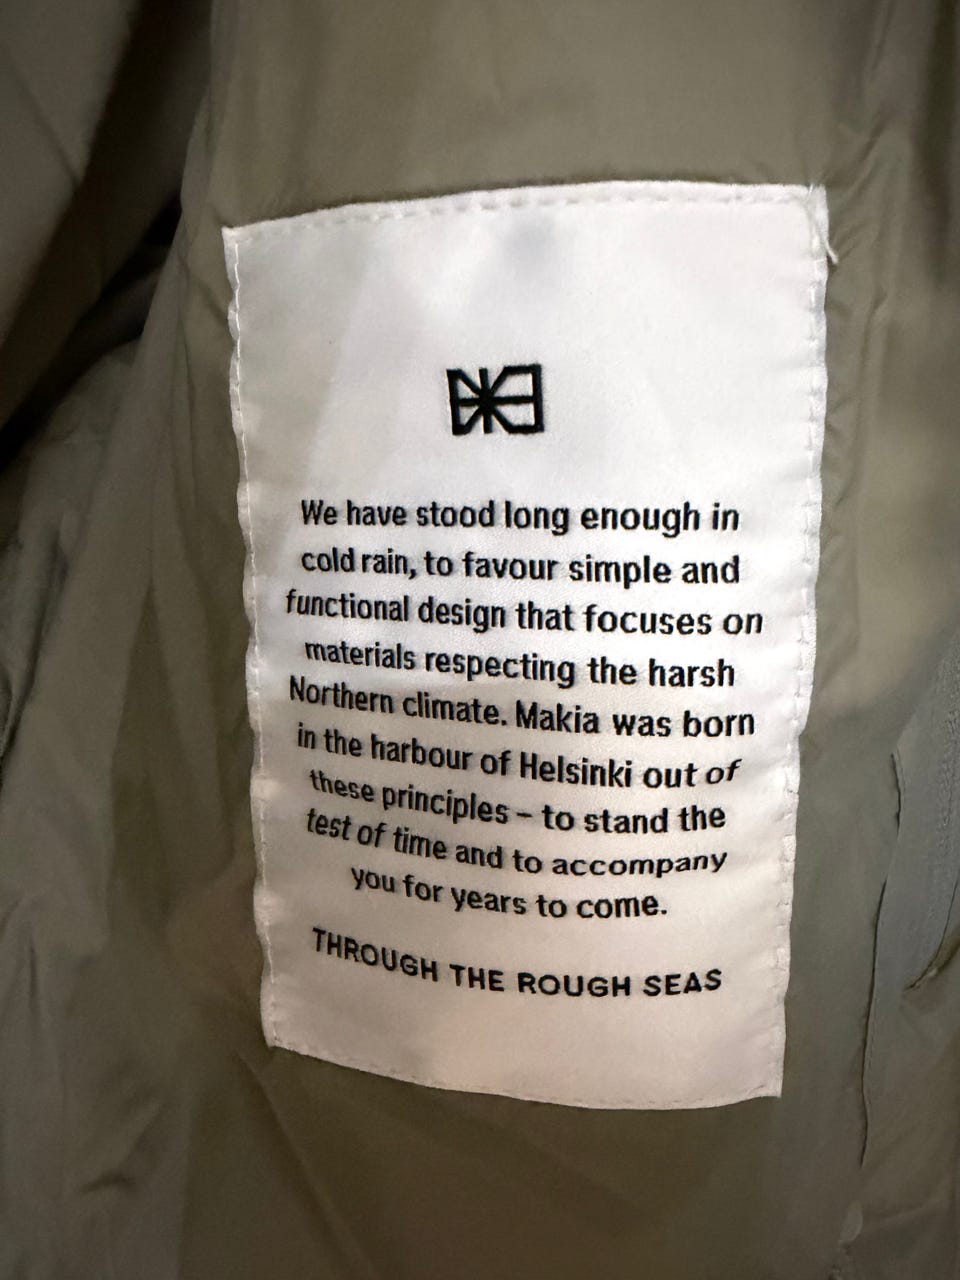 We have stood long enough in
cold rain, to favour simple and
functional design that focuses on
materials respecting the harsh
Northern climate. Makia was born
in the harbour of Helsinki out of
these principles – to stand the
test of time and to accompany
you for years to come.
THROUGH THE ROUGH SEAS